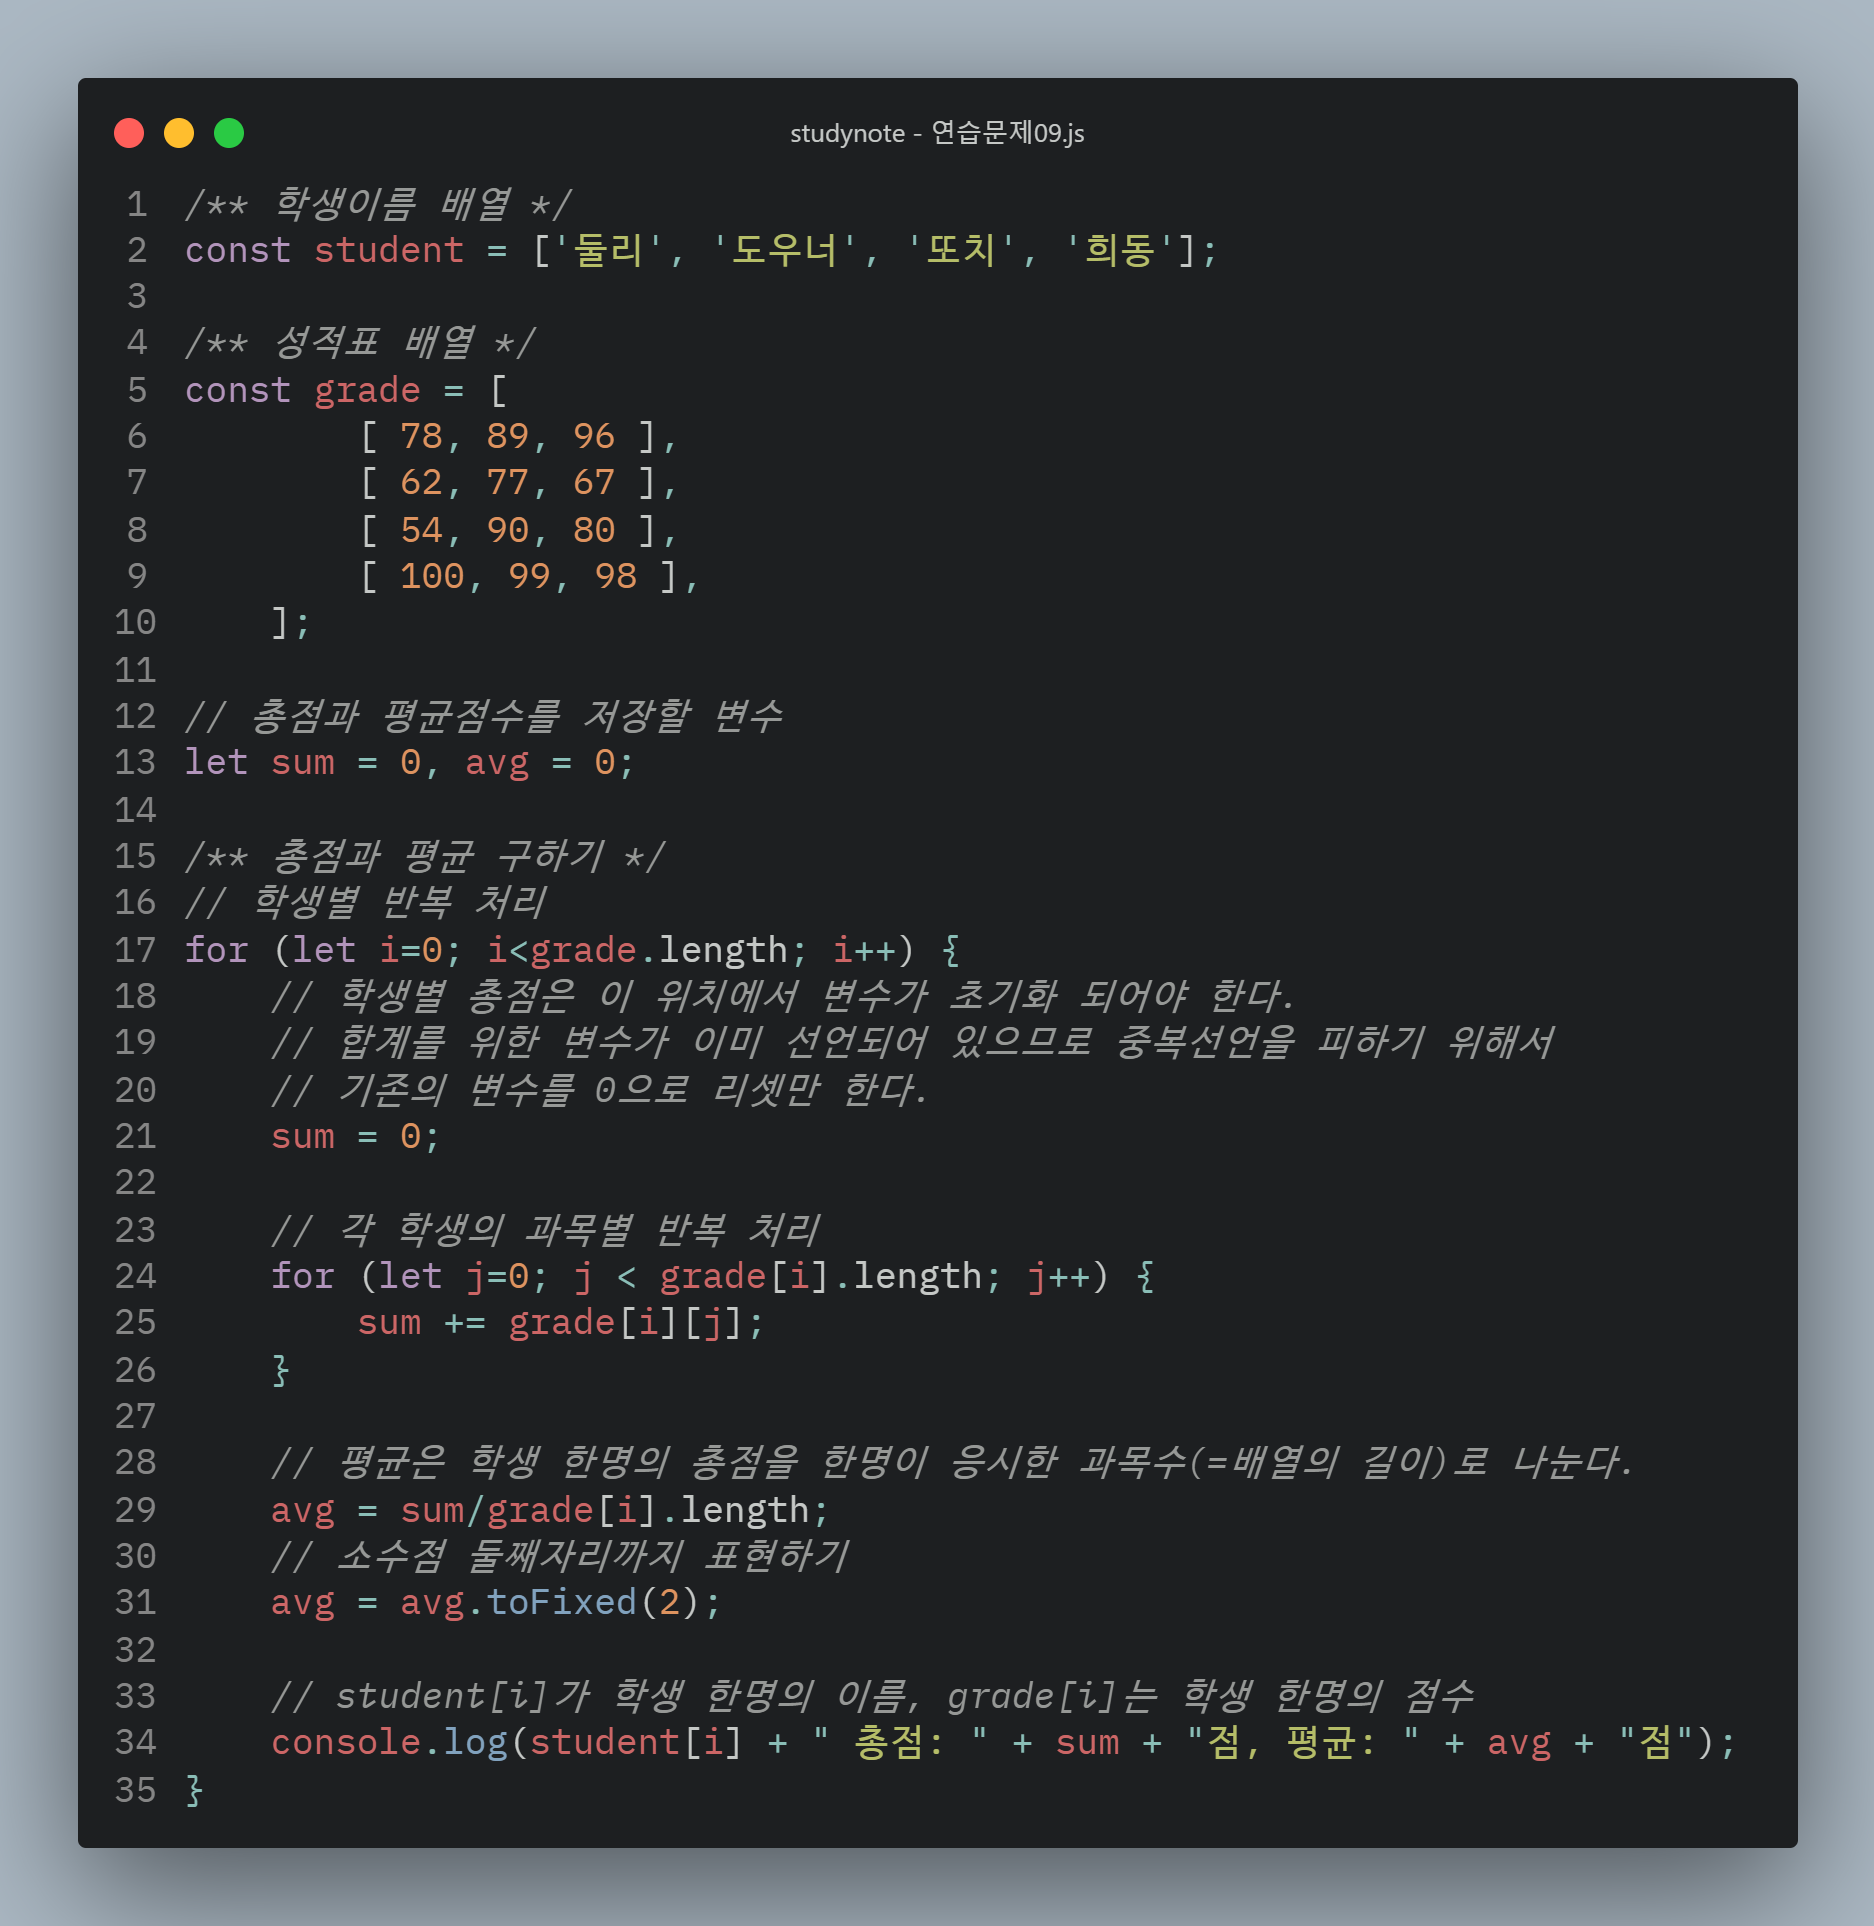 studynote - 연습문제09.js
1 /** 학생이름 배열 */
2 const student = ['둘리', '도우너', '또치', '희동'];
3
4 /** 성적표 배열 */
5 const grade = [
6         [ 78, 89, 96 ],
7         [ 62, 77, 67 ],
8         [ 54, 90, 80 ],
9         [ 100, 99, 98 ],
10     ];
11
12 // 총점과 평균점수를 저장할 변수
13 let sum = 0, avg = 0;
14
15 /** 총점과 평균 구하기 */
16 // 학생별 반복 처리
17 for (let i=0; i<grade.length; i++) {
18     // 학생별 총점은 이 위치에서 변수가 초기화 되어야 한다.
19     // 합계를 위한 변수가 이미 선언되어 있으므로 중복선언을 피하기 위해서
20     // 기존의 변수를 0으로 리셋만 한다.
21     sum = 0;
22
23     // 각 학생의 과목별 반복 처리
24     for (let j=0; j < grade[i].length; j++) {
25         sum += grade[i][j];
26     }
27
28     // 평균은 학생 한명의 총점을 한명이 응시한 과목수(=배열의 길이)로 나눈다.
29     avg = sum/grade[i].length;
30     // 소수점 둘째자리까지 표현하기
31     avg = avg.toFixed(2);
32
33     // student[i]가 학생 한명의 이름, grade[i]는 학생 한명의 점수
34     console.log(student[i] + " 총점: " + sum + "점, 평균: " + avg + "점");
35 }